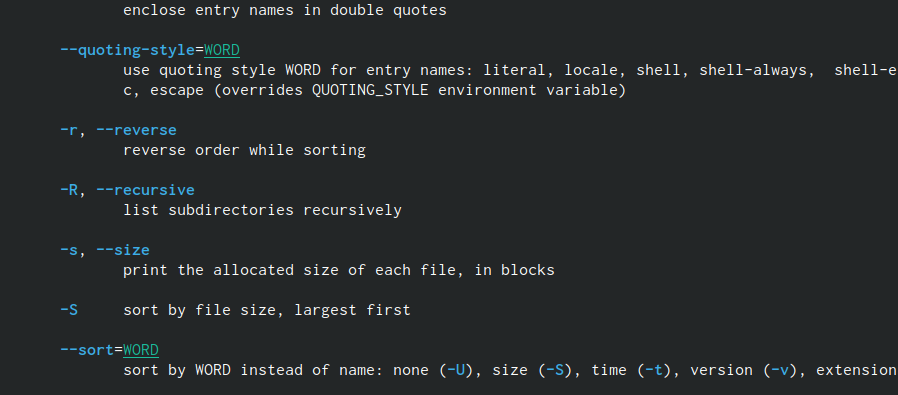 enclose entry names in double quotes
--quoting-style=WORD
use quoting style WORD for entry names: literal, locale, shell, shell-always, shell-e
c, escape (overrides QUOTING_STYLE environment variable)
-r, --reverse
reverse order while sorting
-R, --recursive
list subdirectories recursively
-s, --size
print the allocated size of each file, in blocks
-S sort by file size, largest first
--sort=WORD
sort by WORD instead of name: none (-U), size (-S), time (-t), version (-v), extension